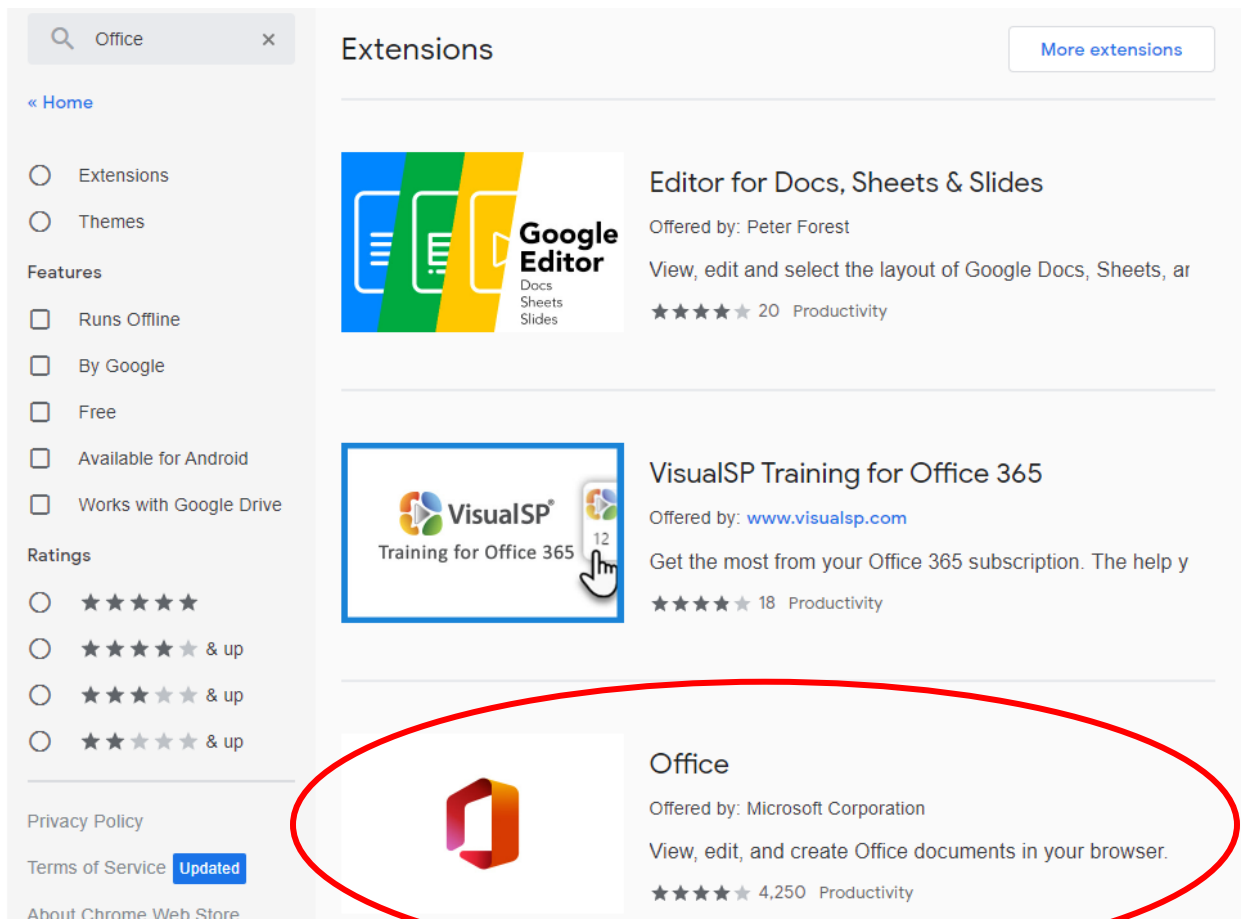 Office ×
« Home
Extensions
Themes
Features
Runs Offline
By Google
Free
Available for Android
Works with Google Drive
Ratings
& up
& up
& up
Privacy Policy
Terms of Service Updated
About Chrome Web Store
Extensions
More extensions
Google
Editor
Docs
Sheets
Slides
Editor for Docs, Sheets & Slides
Offered by: Peter Forest
View, edit and select the layout of Google Docs, Sheets, ar
20 Productivity
VisualSP®
Training for Office 365
12
VisualSP Training for Office 365
Offered by: www.visualsp.com
Get the most from your Office 365 subscription. The help y
18 Productivity
Office
Offered by: Microsoft Corporation
View, edit, and create Office documents in your browser.
4,250 Productivity